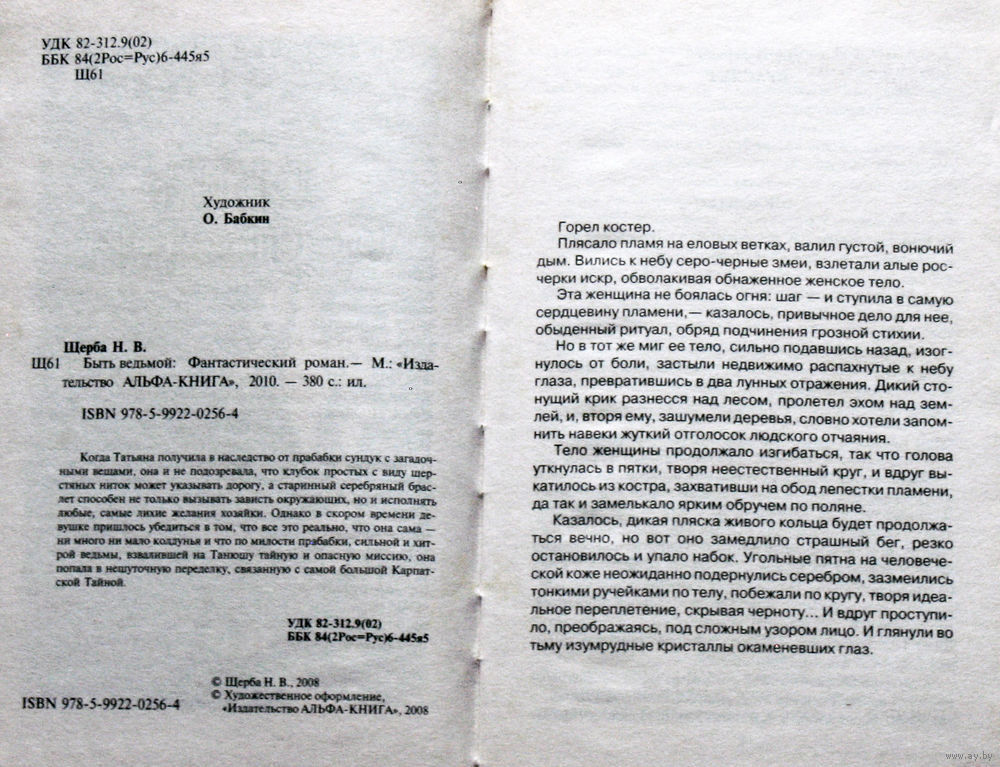 УДК 82-312.9(02)
ББК 84(2Рос=Рус)6-445я5
Щ61
Художник
О. Бабкин
Щерба Н. В.
Щ61 Быть ведьмой: Фантастический роман.— М.: «Изда-
тельство АЛЬФА-КНИГА», 2010. — 380 с.: ил.
ISBN 978-5-9922-0256-4
Когда Татьяна получила в наследство от прабабки сундук с загадоч-
ными вещами, она и не подозревала, что клубок простых с виду шер-
стяных ниток может указывать дорогу, а старинный серебряный брас-
лет способен не только вызывать зависть окружающих, но и исполнять
любые, самые лихие желания хозяйки. Однако в скором времени де-
вушке пришлось убедиться в том, что все это реально, что она сама —
ни много ни мало колдунья и что по милости прабабки, сильной и хит-
рой ведьмы, взвалившей на Танюшу тайную и опасную миссию, она
попала в нешуточную переделку, связанную с самой большой Карпат-
ской Тайной.
УДК 82-312.9(02)
ББК 84(2Рос=Рус)6-445я5
© Щерба Н. В., 2008
© Художественное оформление,
«Издательство АЛЬФА-КНИГА», 2008
ISBN 978-5-9922-0256-4
Горел костер.
Плясало пламя на еловых ветках, валил густой, вонючий
дым. Вились к небу серо-черные змеи, взлетали алые рос-
черки искр, обволакивая обнаженное женское тело.
Эта женщина не боялась огня: шаг — и ступила в самую
сердцевину пламени,— казалось, привычное дело для нее,
обыденный ритуал, обряд подчинения грозной стихии.
Но в тот же миг ее тело, сильно подавшись назад, изог-
нулось от боли, застыли недвижимо распахнутые к небу
глаза, превратившись в два лунных отражения. Дикий сто-
нущий крик разнесся над лесом, пролетел эхом над зем-
лей, и, вторя ему, зашумели деревья, словно хотели запом-
нить навеки жуткий отголосок людского отчаяния.
Тело женщины продолжало изгибаться, так что голова
уткнулась в пятки, творя неестественный круг, и вдруг вы-
катилось из костра, захвативши на обод лепестки пламени,
да так и замелькало ярким обручем по поляне.
Казалось, дикая пляска живого кольца будет продолжа-
ться вечно, но вот оно замедлило страшный бег, резко
остановилось и упало набок. Угольные пятна на человече-
ской коже неожиданно подернулись серебром, зазмеились
тонкими ручейками по телу, побежали по кругу, творя идеа-
льное переплетение, скрывая черноту... И вдруг проступи-
ло, преображаясь, под сложным узором лицо. И глянули во
тьму изумрудные кристаллы окаменевших глаз.
www.ay.by